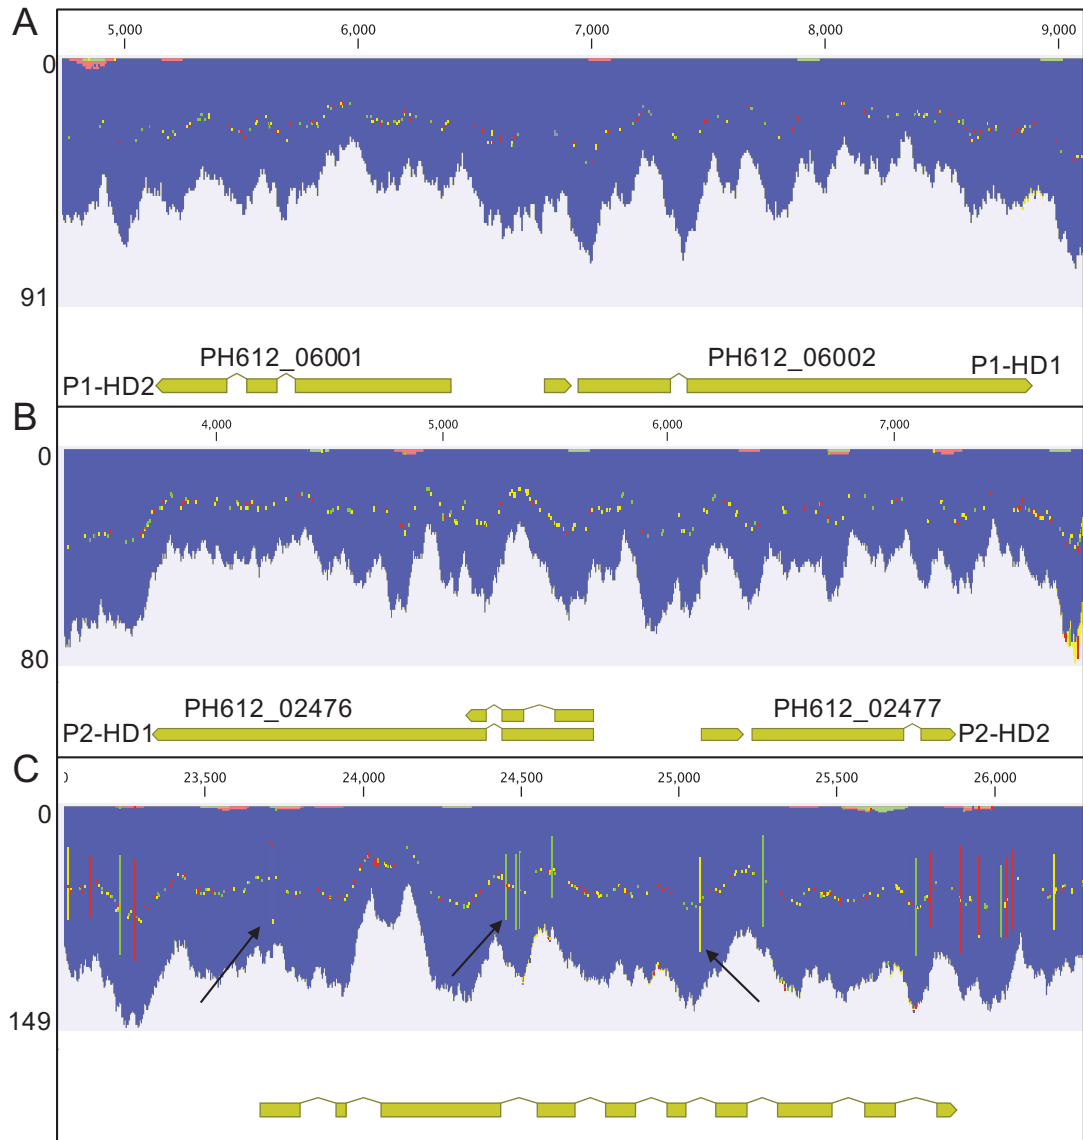 A
5,000 6,000 7,000 8,000 9,000
0
91
PH612_06001 PH612_06002
P1-HD2 P1-HD1
B
4,000 5,000 6,000 7,000
0
80
PH612_02476 PH612_02477
P2-HD1 P2-HD2
C
23,500 24,000 24,500 25,000 25,500 26,000
0
149